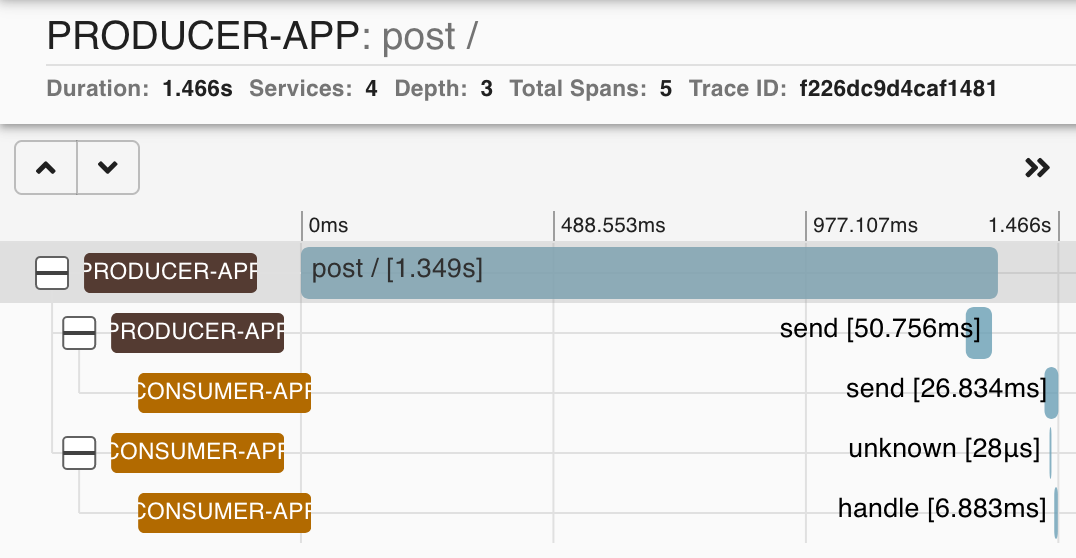 PRODUCER-APP: post /
Duration: 1.466s Services: 4 Depth: 3 Total Spans: 5 Trace ID: f226dc9d4caf1481
0ms 488.553ms 977.107ms 1.466s
PRODUCER-APP post / [1.349s]
PRODUCER-APP send [50.756ms]
CONSUMER-APP send [26.834ms]
CONSUMER-APP unknown [28µs]
CONSUMER-APP handle [6.883ms]